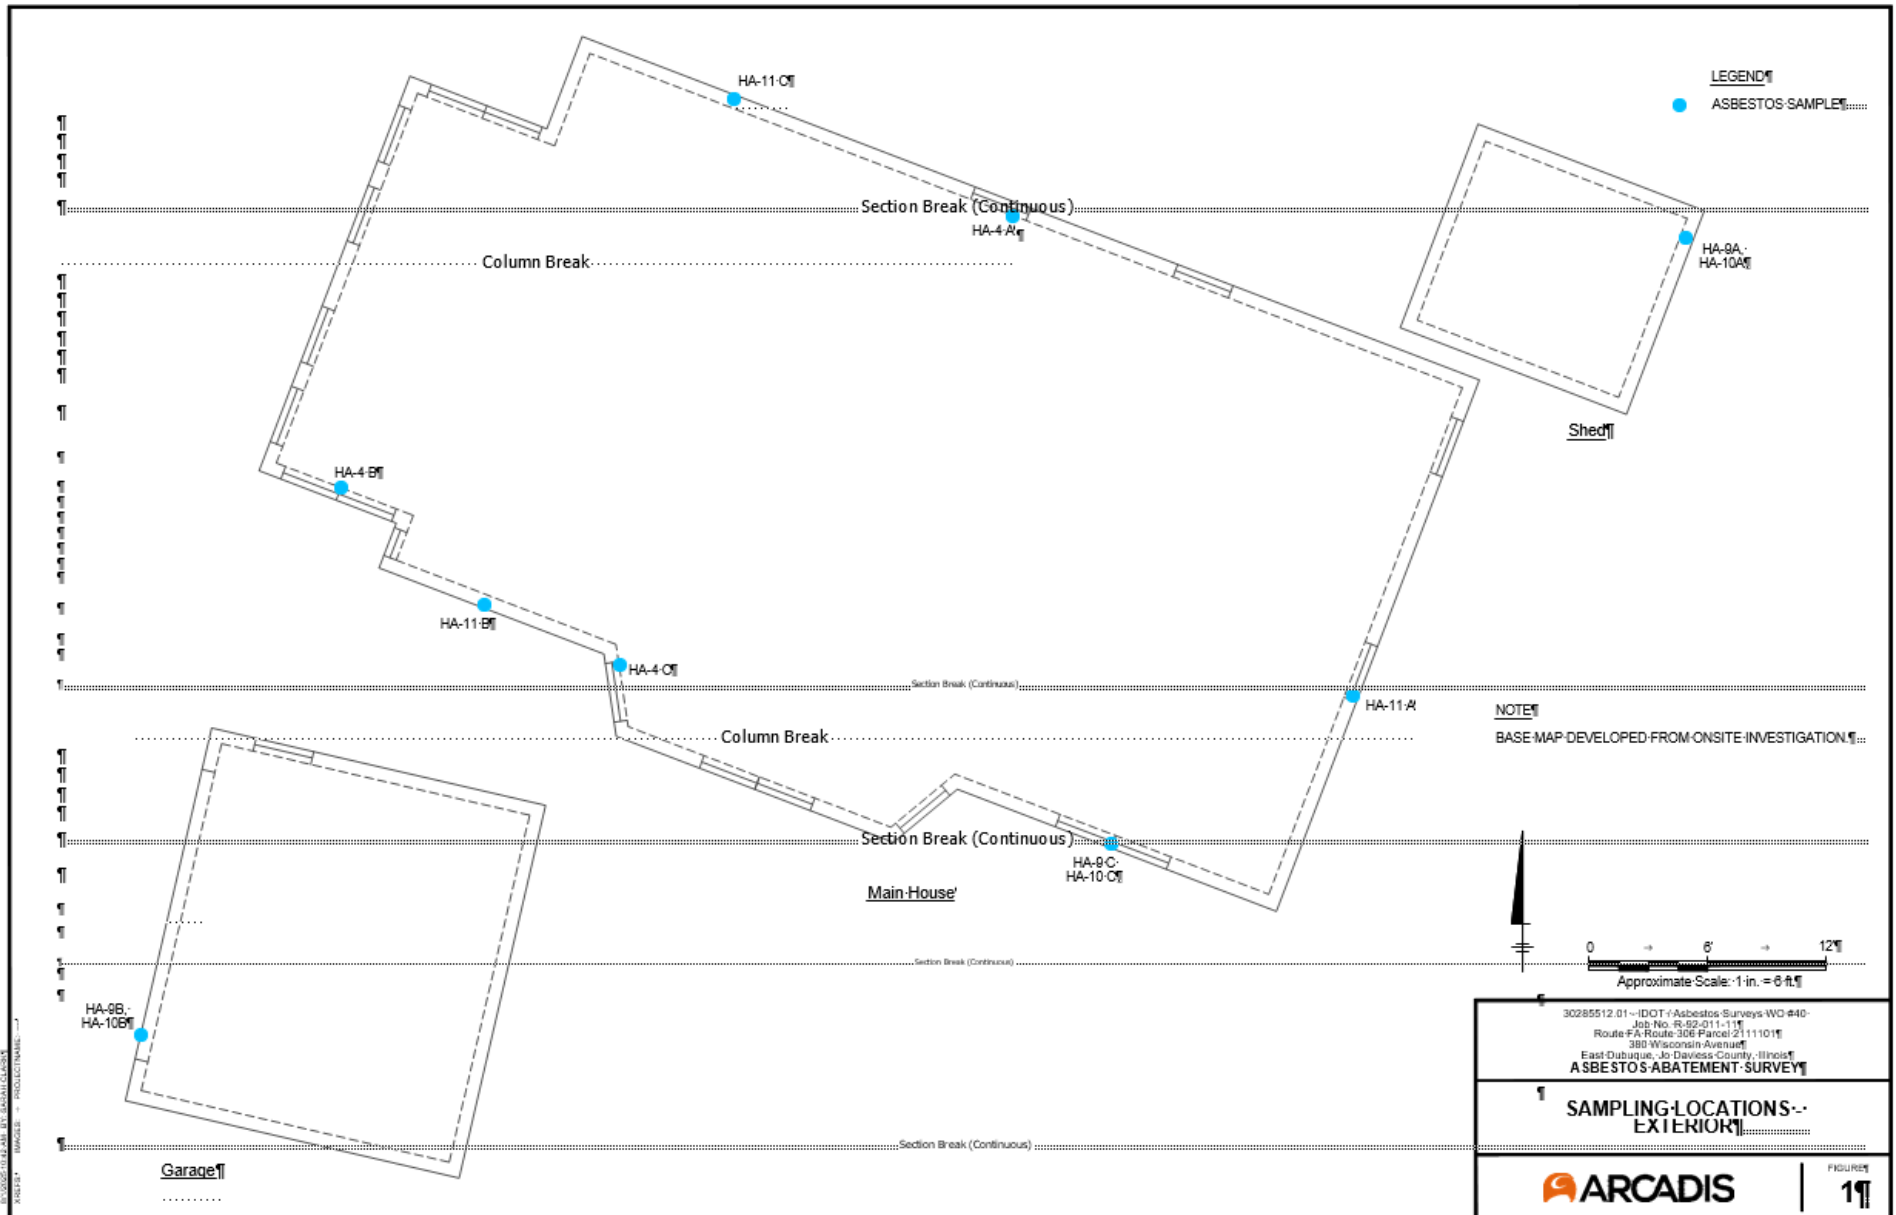 HA-11·C¶
LEGEND¶
ASBESTOS·SAMPLE¶
¶
¶
¶
¶
¶
Section Break (Continuous)
HA-4·A¶
HA-9A,·
HA-10A¶
Column Break
¶
¶
¶
¶
¶
¶
¶
Shed¶
¶
HA-4·B¶
¶
¶
¶
¶
¶
¶
¶
¶
HA-11·B¶
¶
¶
HA-4·C¶
¶
Section Break (Continuous)
HA-11·A
NOTE¶
Column Break
BASE·MAP·DEVELOPED·FROM·ONSITE·INVESTIGATION.¶
¶
¶
¶
¶
¶
Section Break (Continuous)
HA-9·C·
HA-10·C¶
¶
Main·House
¶
¶
0 → 6' → 12'¶
¶
Section Break (Continuous)
¶
Approximate·Scale:·1·in.·=·6·ft.¶
¶
HA-9B,·
HA-10B¶
¶
30285512.01·-·IDOT·/·Asbestos·Surveys·WO·#40·
Job·No.·R-92-011-11¶
Route·FA·Route·306·Parcel·2111101¶
380·Wisconsin·Avenue¶
East·Dubuque,·Jo·Daviess·County,·Illinois¶
ASBESTOS·ABATEMENT·SURVEY¶
¶
SAMPLING·LOCATIONS·-·
EXTERIOR¶
¶
Section Break (Continuous)
Garage¶
ARCADIS
FIGURE¶
1¶